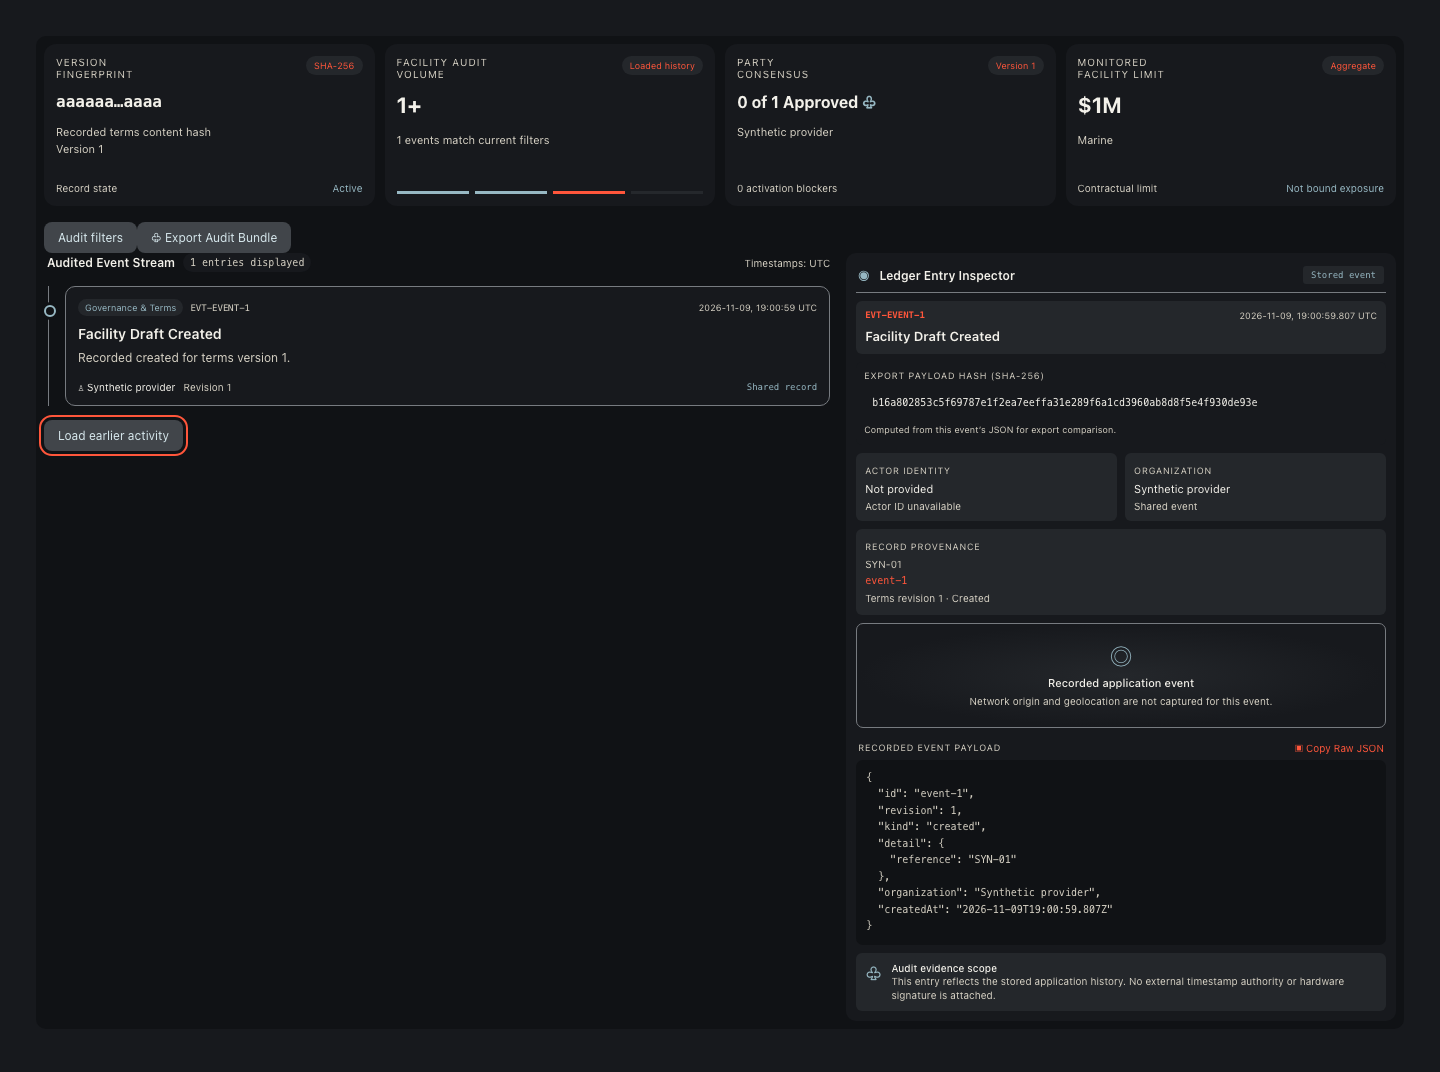 VERSION
FINGERPRINT
SHA-256
aaaaaa…aaaa
Recorded terms content hash
Version 1
Record state
Active
FACILITY AUDIT
VOLUME
Loaded history
1+
1 events match current filters
PARTY
CONSENSUS
Version 1
0 of 1 Approved
Synthetic provider
0 activation blockers
MONITORED
FACILITY LIMIT
Aggregate
$1M
Marine
Contractual limit
Not bound exposure
Audit filters
Export Audit Bundle
Audited Event Stream
1 entries displayed
Timestamps: UTC
Governance & Terms
EVT-EVENT-1
2026-11-09, 19:00:59 UTC
Facility Draft Created
Recorded created for terms version 1.
Synthetic provider
Revision 1
Shared record
Load earlier activity
Ledger Entry Inspector
Stored event
EVT-EVENT-1
2026-11-09, 19:00:59.807 UTC
Facility Draft Created
EXPORT PAYLOAD HASH (SHA-256)
b16a802853c5f69787e1f2ea7eeffa31e289f6a1cd3960ab8d8f5e4f930de93e
Computed from this event's JSON for export comparison.
ACTOR IDENTITY
Not provided
Actor ID unavailable
ORGANIZATION
Synthetic provider
Shared event
RECORD PROVENANCE
SYN-01
event-1
Terms revision 1 · Created
Recorded application event
Network origin and geolocation are not captured for this event.
RECORDED EVENT PAYLOAD
Copy Raw JSON
{
"id": "event-1",
"revision": 1,
"kind": "created",
"detail": {
"reference": "SYN-01"
},
"organization": "Synthetic provider",
"createdAt": "2026-11-09T19:00:59.807Z"
}
Audit evidence scope
This entry reflects the stored application history. No external timestamp authority or hardware
signature is attached.